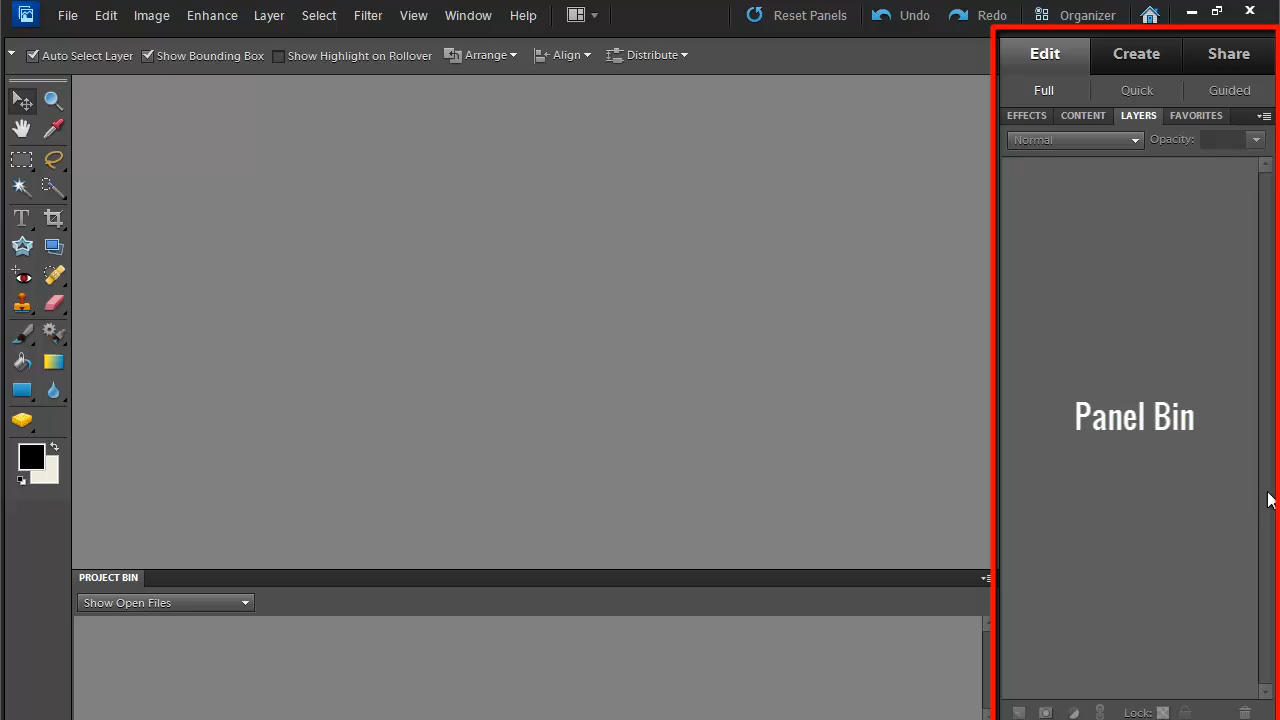 File Edit Image Enhance Layer Select Filter View Window Help Reset Panels Undo Redo Organizer
Auto Select Layer Show Bounding Box Show Highlight on Rollover Arrange Align Distribute
Edit Create Share
Full Quick Guided
EFFECTS CONTENT LAYERS FAVORITES
Normal Opacity:
T
Panel Bin
PROJECT BIN
Show Open Files
Lock: